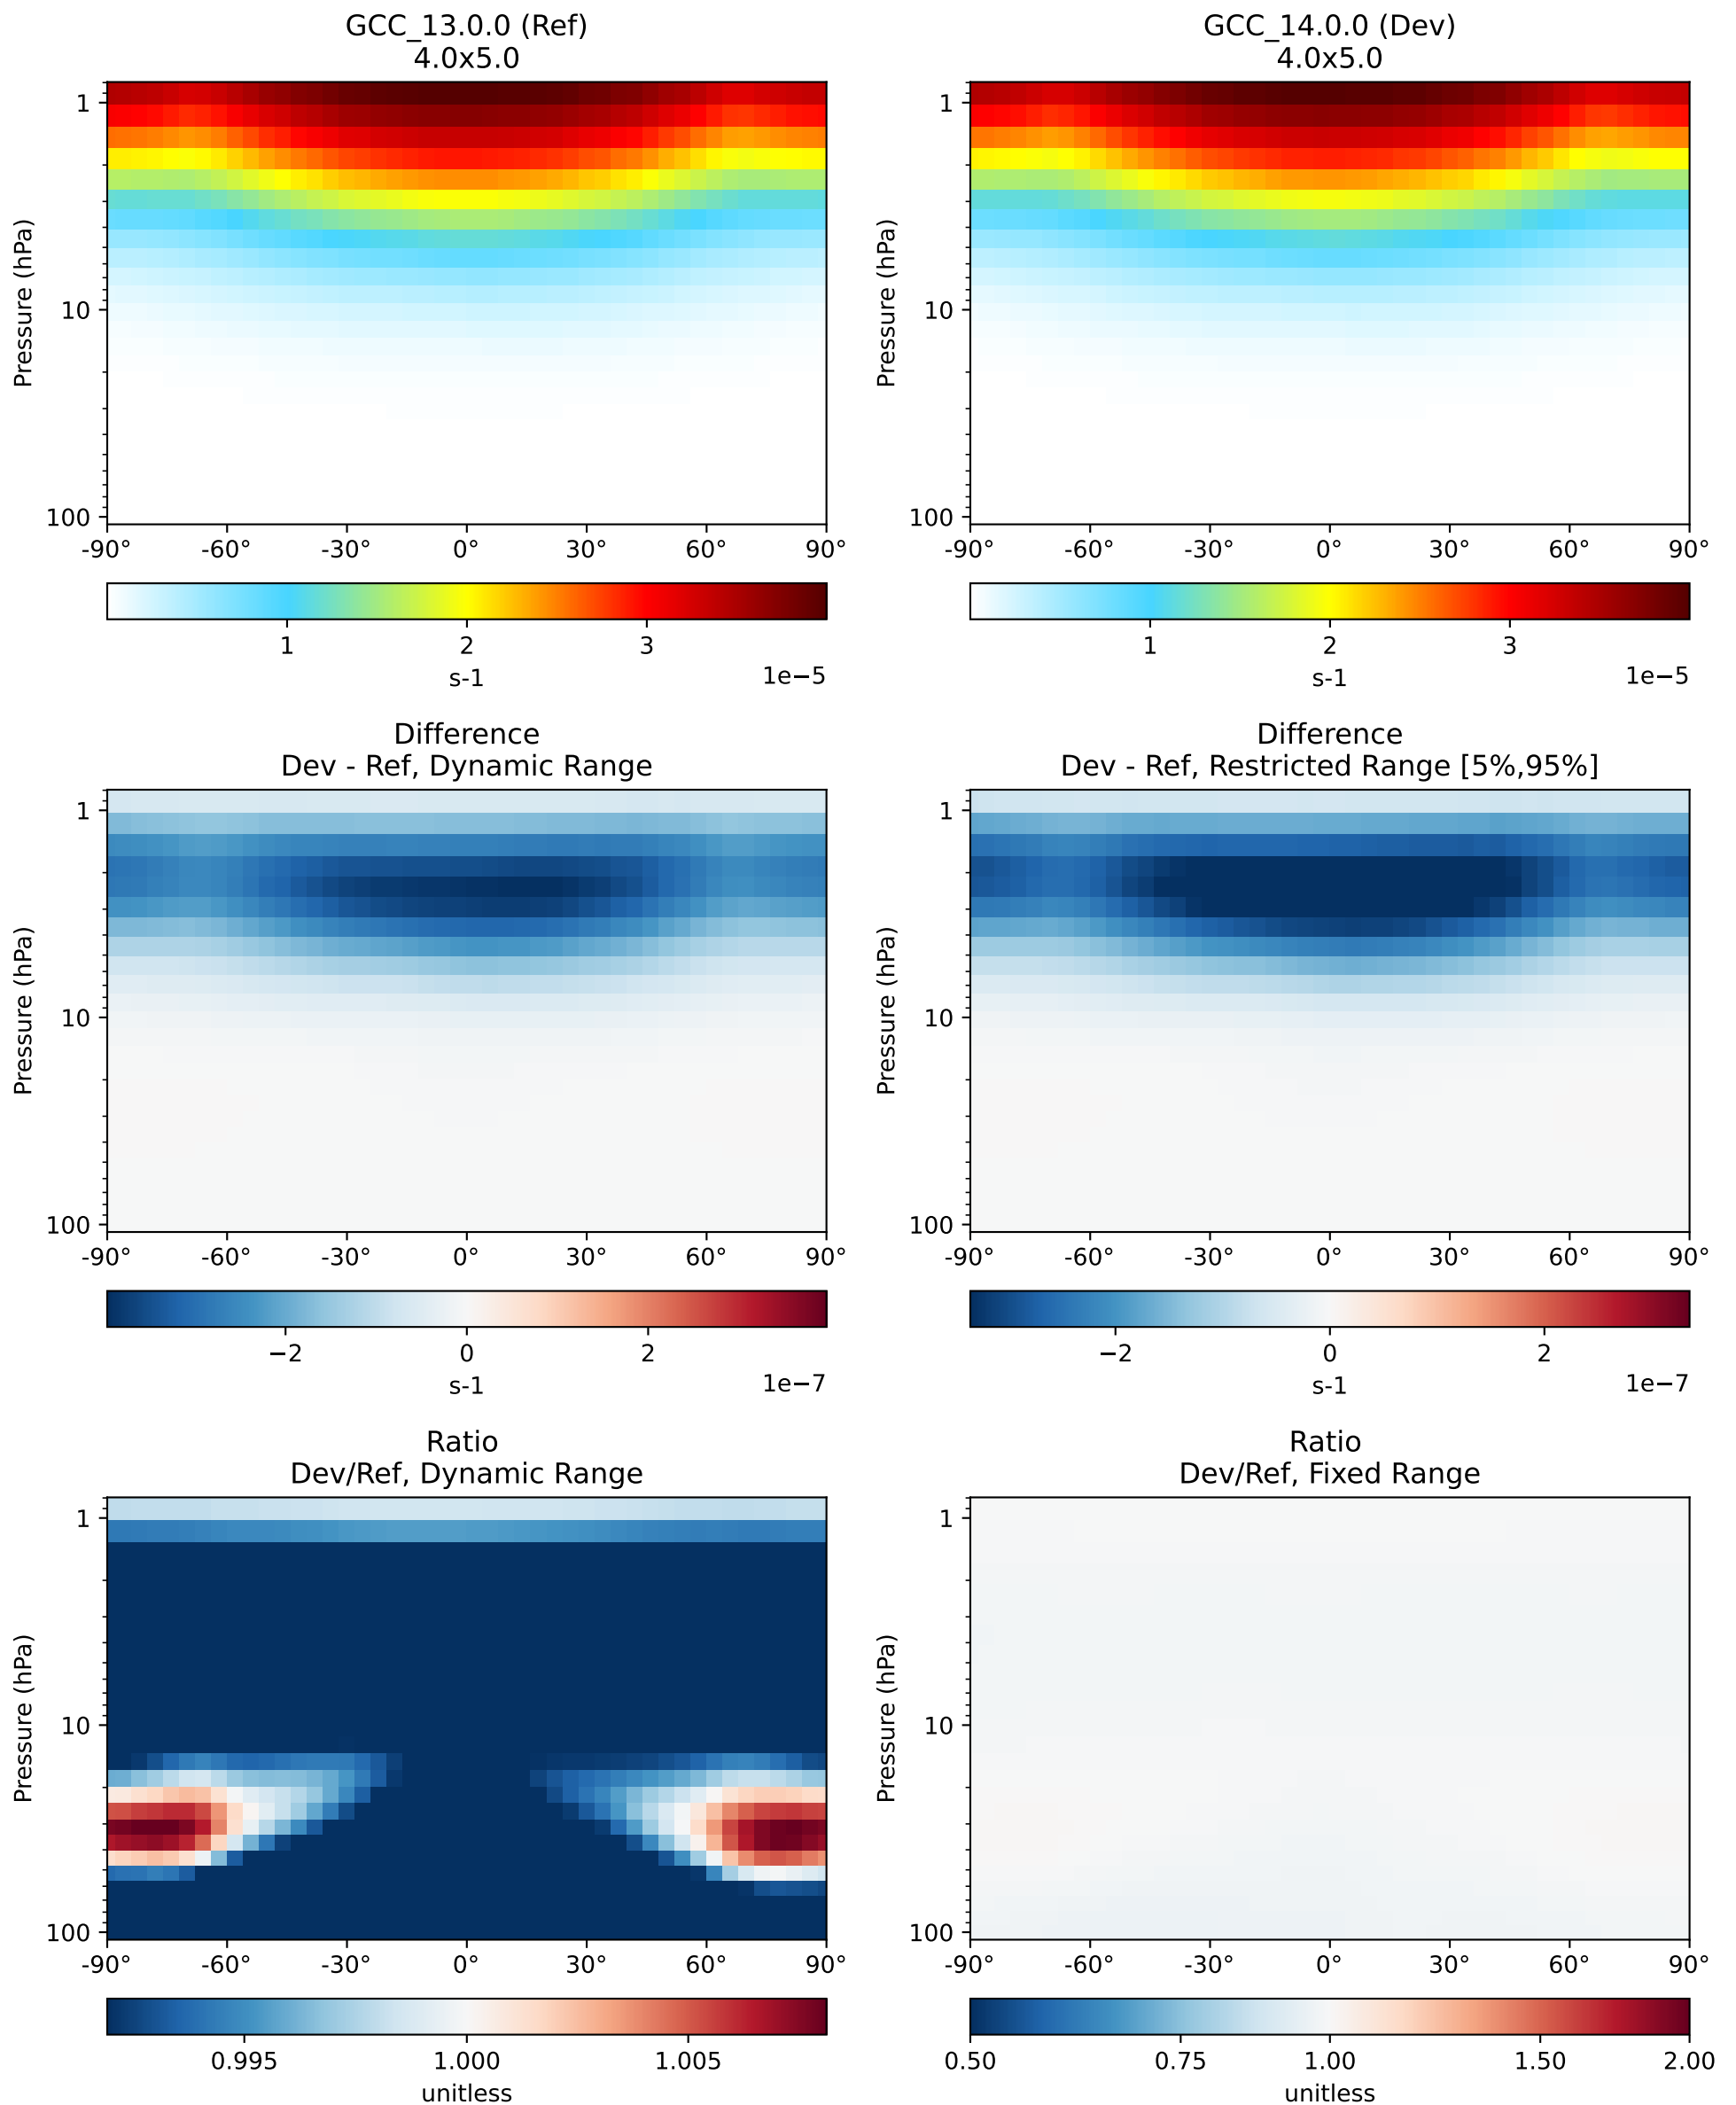 GCC_13.0.0 (Ref)
4.0x5.0
1
10
100
Pressure (hPa)
-90° -60° -30° 0° 30° 60° 90°
1 2 3
s-1
1e−5
GCC_14.0.0 (Dev)
4.0x5.0
1
10
100
Pressure (hPa)
-90° -60° -30° 0° 30° 60° 90°
1 2 3
s-1
1e−5
Difference
Dev - Ref, Dynamic Range
1
10
100
Pressure (hPa)
-90° -60° -30° 0° 30° 60° 90°
−2 0 2
s-1
1e−7
Difference
Dev - Ref, Restricted Range [5%,95%]
1
10
100
Pressure (hPa)
-90° -60° -30° 0° 30° 60° 90°
−2 0 2
s-1
1e−7
Ratio
Dev/Ref, Dynamic Range
1
10
100
Pressure (hPa)
-90° -60° -30° 0° 30° 60° 90°
0.995 1.000 1.005
unitless
Ratio
Dev/Ref, Fixed Range
1
10
100
Pressure (hPa)
-90° -60° -30° 0° 30° 60° 90°
0.50 0.75 1.00 1.50 2.00
unitless